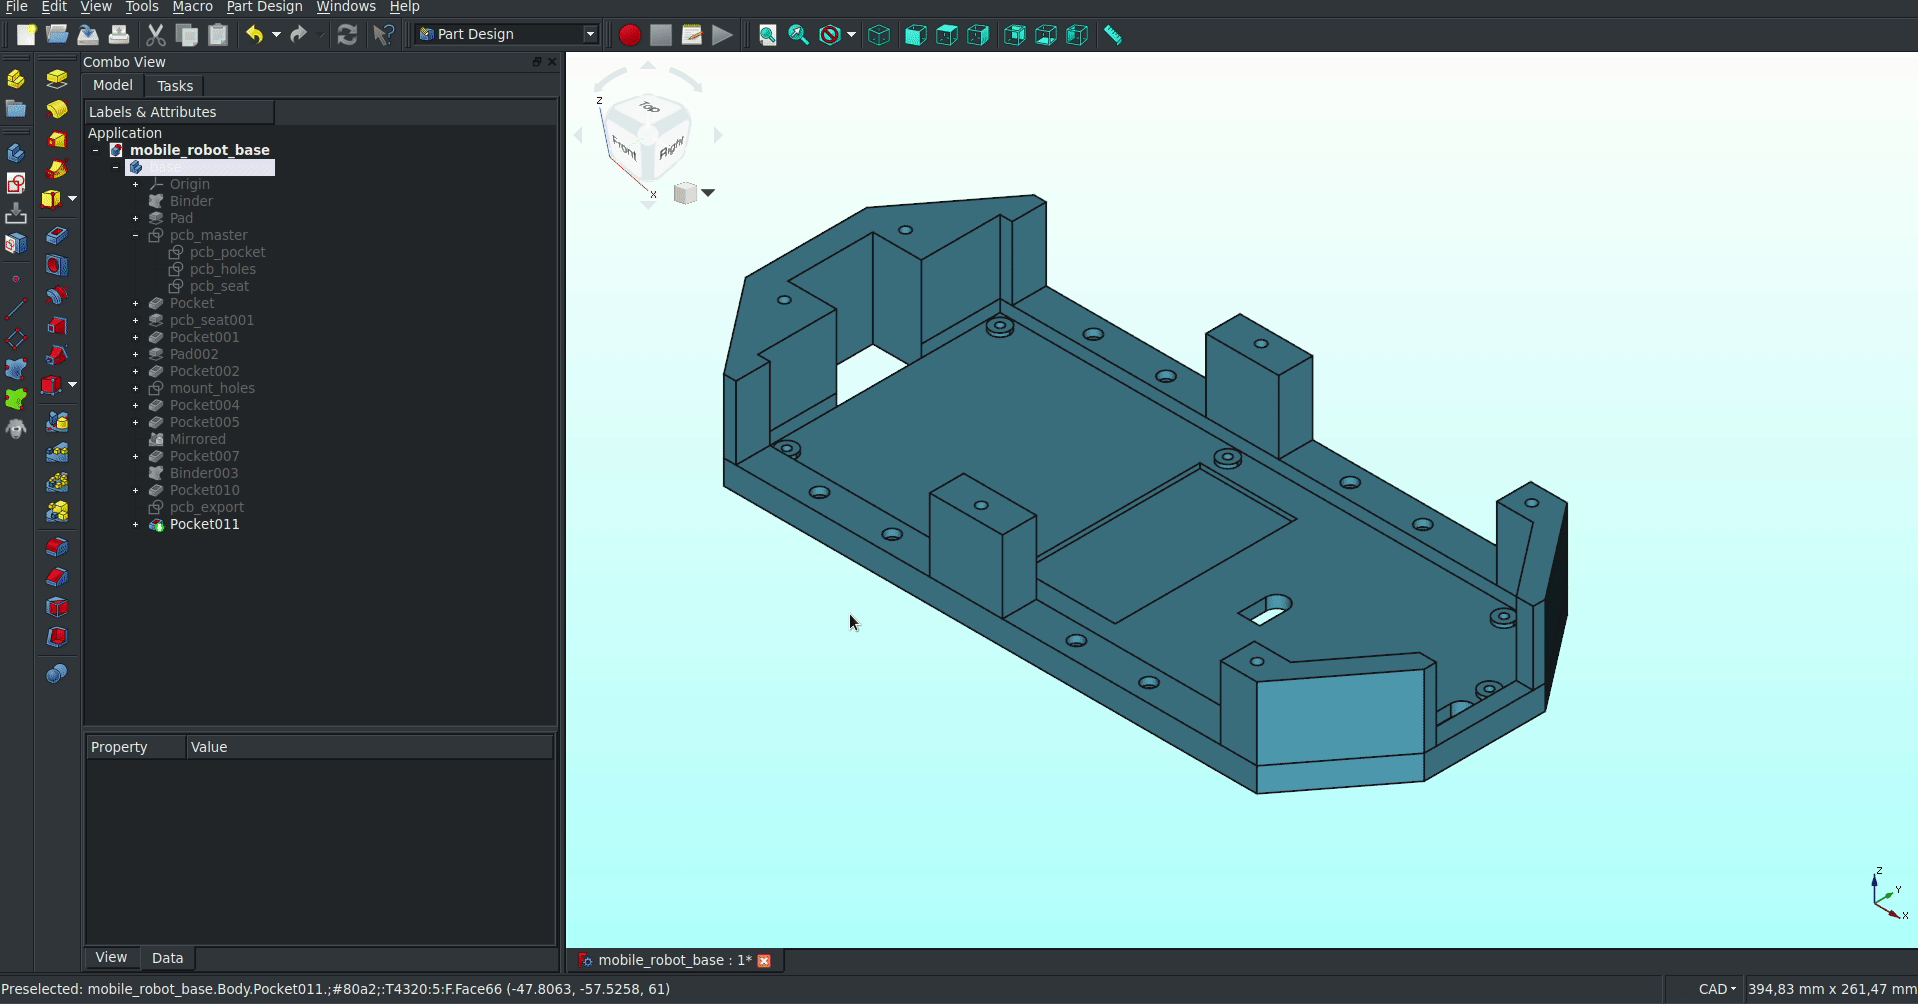 File Edit View Tools Macro Part Design Windows Help
Part Design
Combo View
Model Tasks
Labels & Attributes
Application
mobile_robot_base
base
Origin
Binder
Pad
pcb_master
pcb_pocket
pcb_holes
pcb_seat
Pocket
pcb_seat001
Pocket001
Pad002
Pocket002
mount_holes
Pocket004
Pocket005
Mirrored
Pocket007
Binder003
Pocket010
pcb_export
Pocket011
Property Value
View Data
Z
Top
Front
Right
X
Z
Y
X
mobile_robot_base : 1*
Preselected: mobile_robot_base.Body.Pocket011.;#80a2;:T4320:5:F.Face66 (-47.8063, -57.5258, 61)
CAD
394,83 mm x 261,47 mm